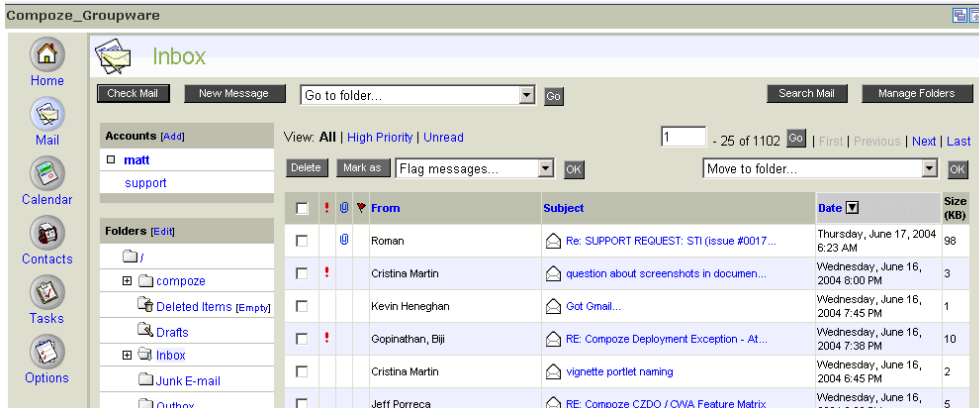 Compoze_Groupware
Home
Mail
Calendar
Contacts
Tasks
Options
Inbox
Check Mail New Message Go to folder... Go Search Mail Manage Folders
Accounts [Add]
matt
support
Folders [Edit]
/
compoze
Deleted Items [Empty]
Drafts
Inbox
Junk E-mail
Outbox
View: All | High Priority | Unread 1 - 25 of 1102 Go | First | Previous | Next | Last
Delete Mark as Flag messages... OK Move to folder... OK
! From Subject Date Size
(KB)
Roman Re: SUPPORT REQUEST: STI (issue #0017... Thursday, June 17, 2004 98
6:23 AM
! Cristina Martin question about screenshots in documen... Wednesday, June 16, 3
2004 8:00 PM
Kevin Heneghan Got Gmail... Wednesday, June 16, 1
2004 7:45 PM
! Gopinathan, Biji RE: Compoze Deployment Exception - At... Wednesday, June 16, 10
2004 7:38 PM
Cristina Martin vignette portlet naming Wednesday, June 16, 2
2004 6:45 PM
Jeff Porreca RE: Compoze CZDO / CWA Feature Matrix Wednesday, June 16, 5